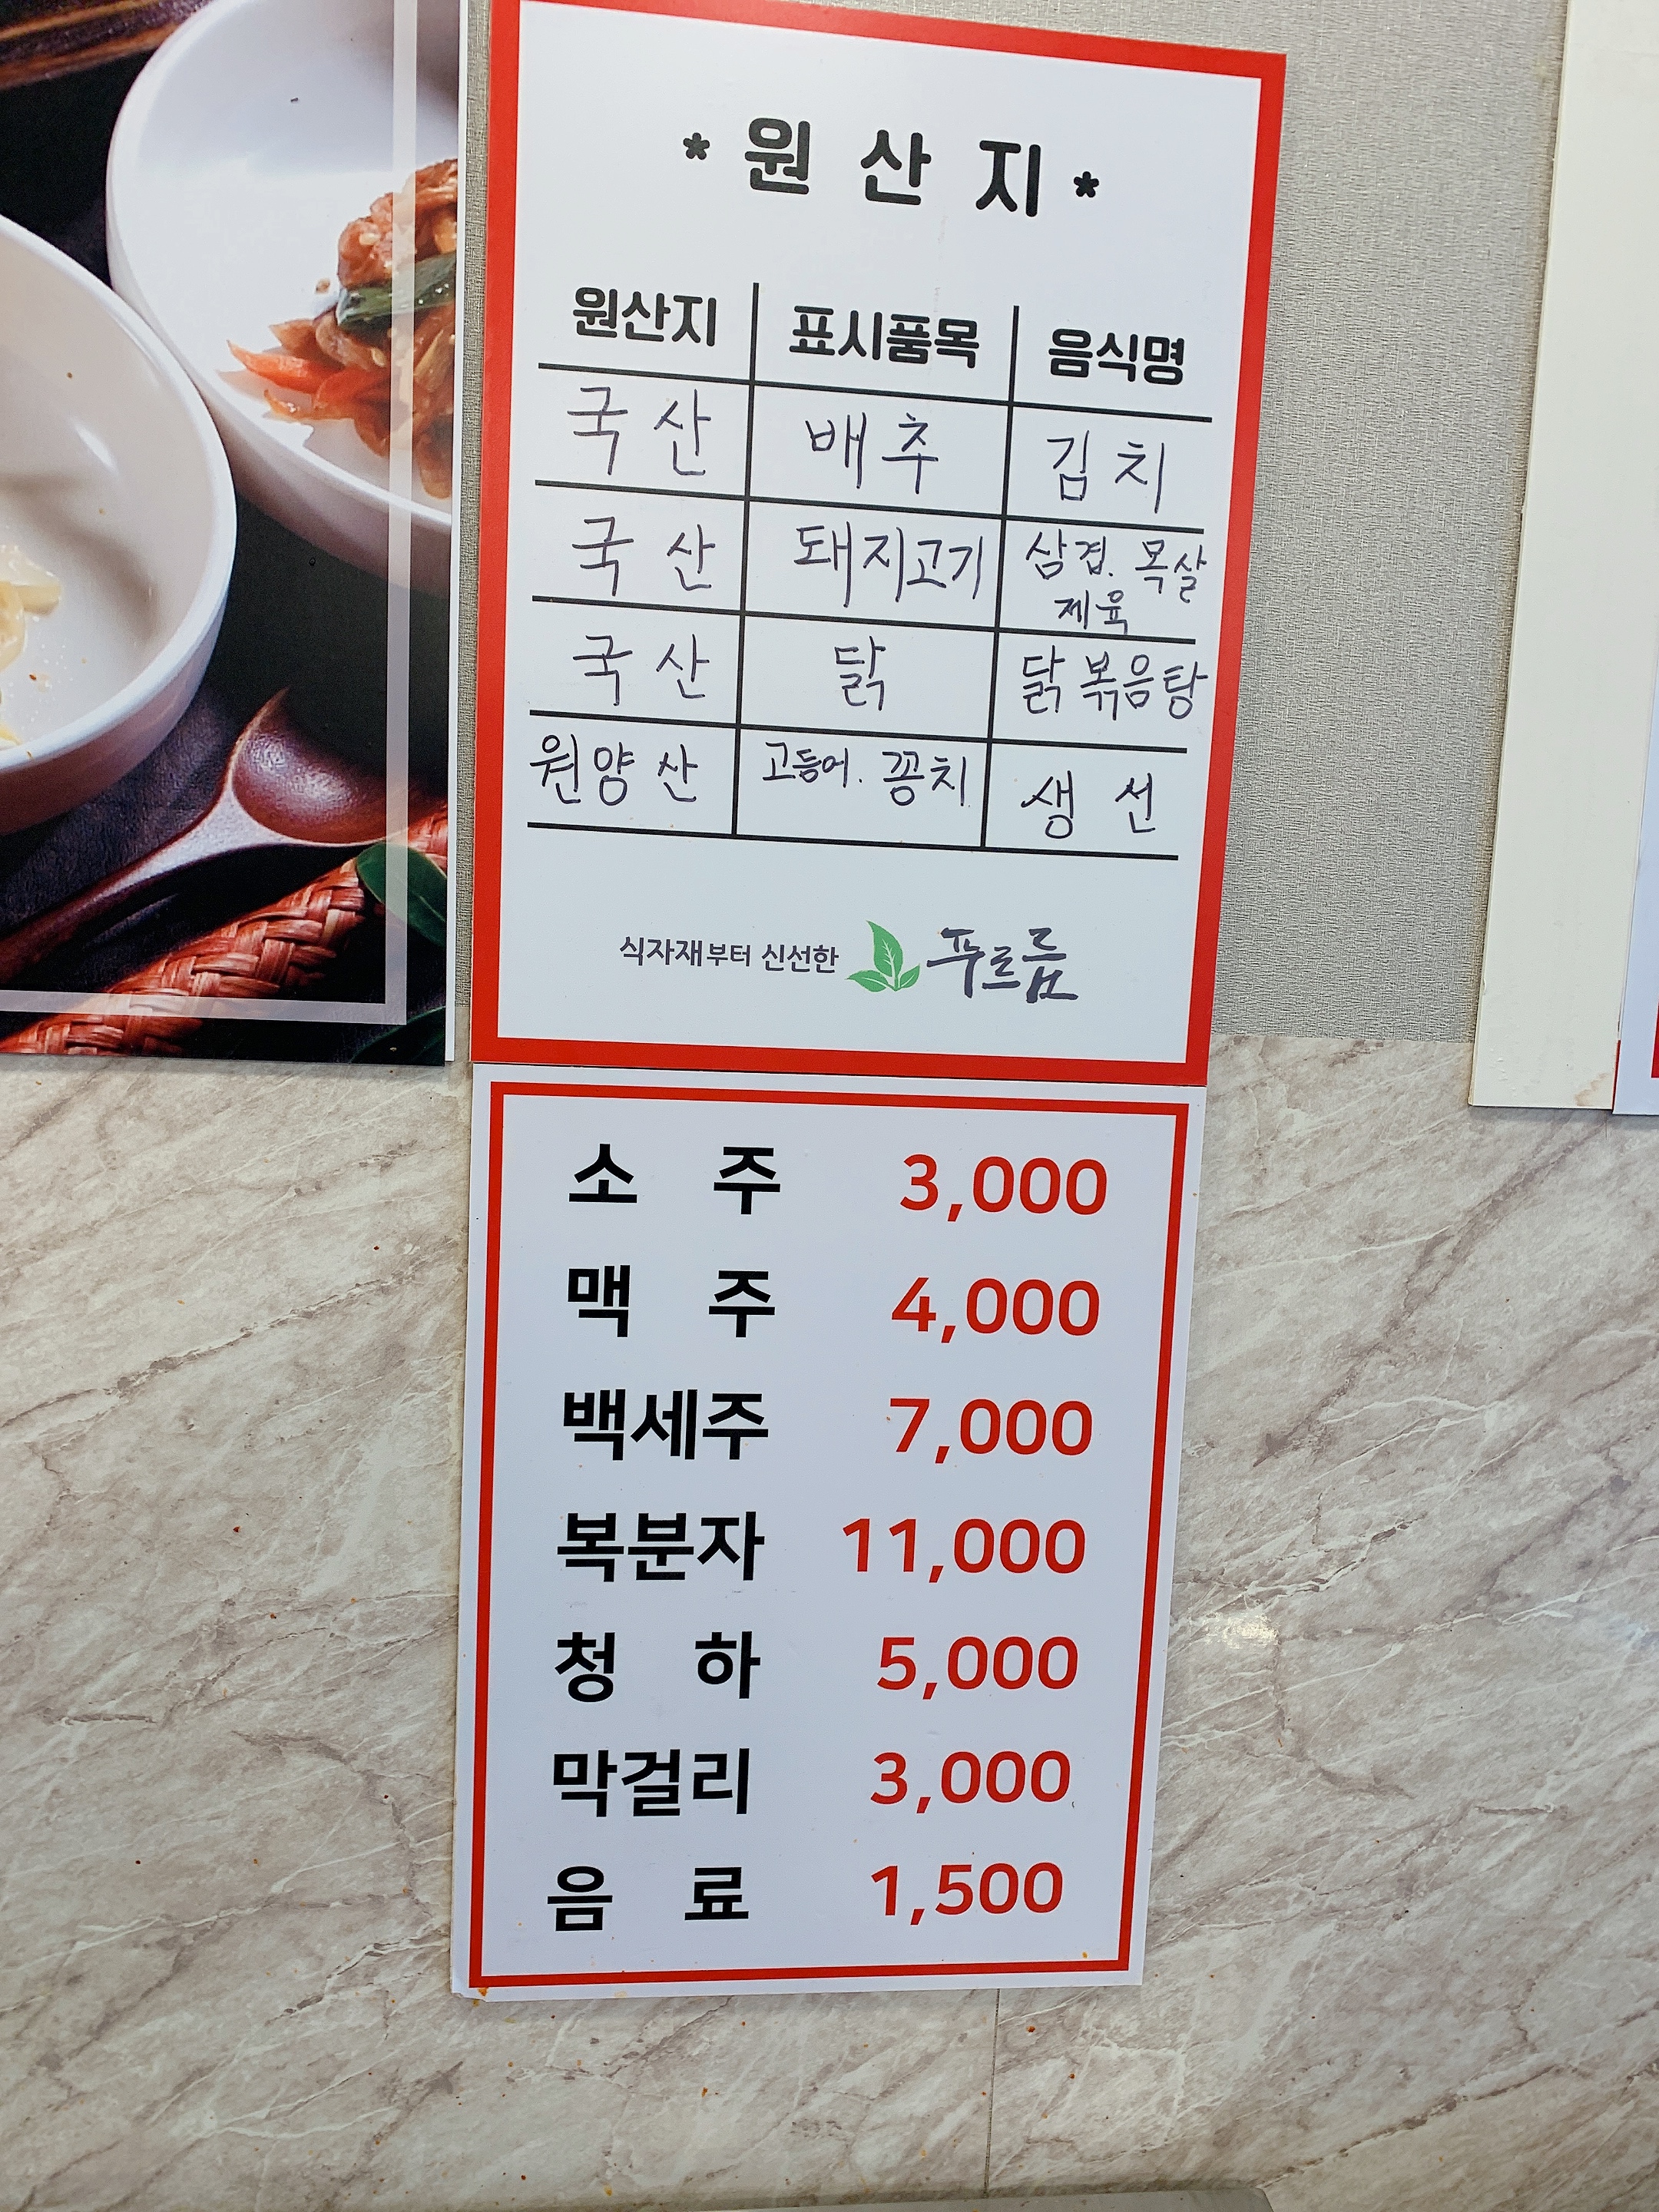 * 원 산 지 *
원산지 표시품목 음식명
국 산 배추 김치
국 산 돼지고기 삼겹. 목살
제육
국 산 닭 닭볶음탕
원양산 고등어. 꽁치 생 선
식자재부터 신선한 푸르름
소 주 3,000
맥 주 4,000
백세주 7,000
복분자 11,000
청 하 5,000
막걸리 3,000
음 료 1,500